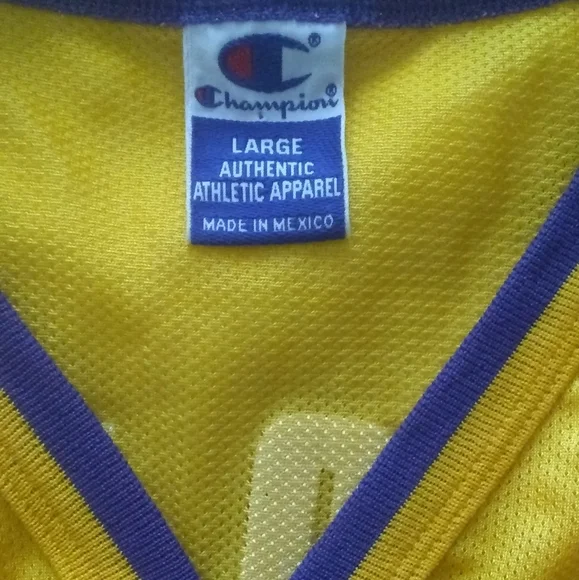 Champion®
LARGE
AUTHENTIC
ATHLETIC APPAREL
MADE IN MEXICO